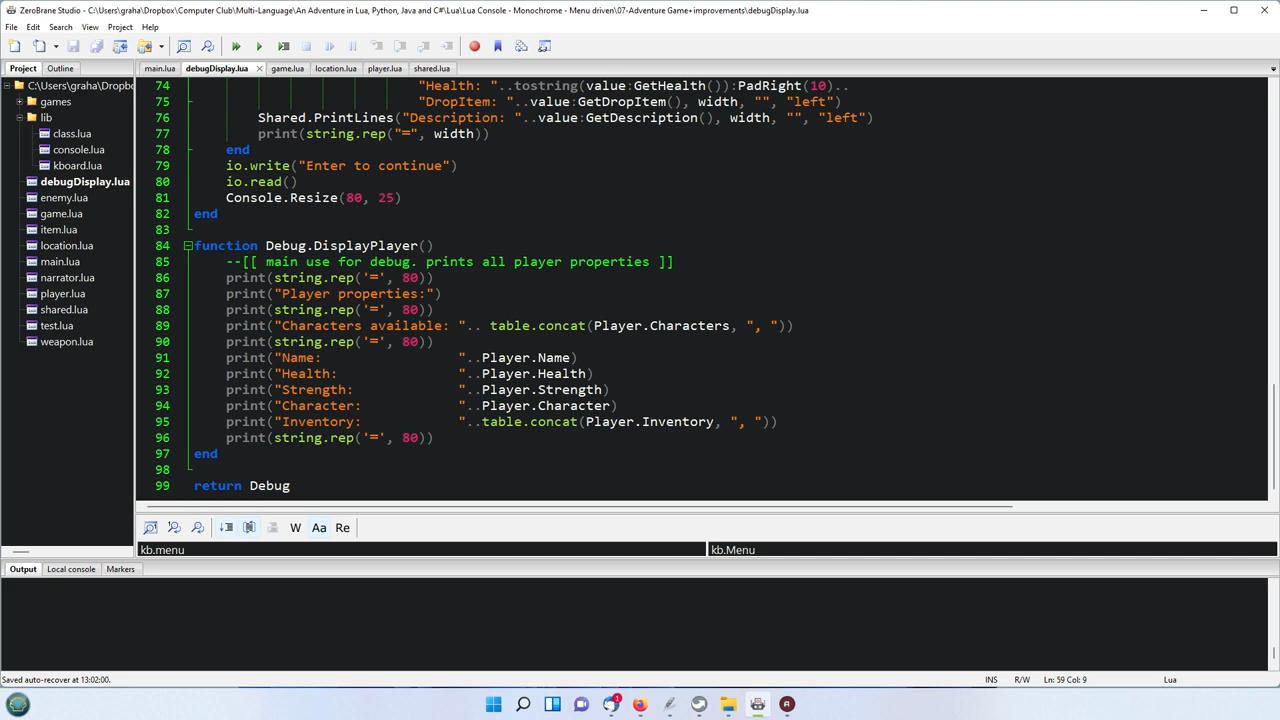 ZeroBrane Studio - C:\Users\graha\Dropbox\Computer Club\Multi-Language\An Adventure in Lua, Python, Java and C#\Lua\Lua Console - Monochrome - Menu driven\07-Adventure Game+improvements\debugDisplay.lua
File Edit Search View Project Help
Project Outline
main.lua debugDisplay.lua game.lua location.lua player.lua shared.lua
C:\Users\graha\Dropbo
games
lib
class.lua
console.lua
kboard.lua
debugDisplay.lua
enemy.lua
game.lua
item.lua
location.lua
main.lua
narrator.lua
player.lua
shared.lua
test.lua
weapon.lua
74 "Health: "..tostring(value:GetHealth()):PadRight(10)..
75 "DropItem: "..value:GetDropItem(), width, "", "left")
76 Shared.PrintLines("Description: "..value:GetDescription(), width, "", "left")
77 print(string.rep("=", width))
78 end
79 io.write("Enter to continue")
80 io.read()
81 Console.Resize(80, 25)
82 end
83
84 function Debug.DisplayPlayer()
85 --[[ main use for debug. prints all player properties ]]
86 print(string.rep('=', 80))
87 print("Player properties:")
88 print(string.rep('=', 80))
89 print("Characters available: ".. table.concat(Player.Characters, ", "))
90 print(string.rep('=', 80))
91 print("Name: "..Player.Name)
92 print("Health: "..Player.Health)
93 print("Strength: "..Player.Strength)
94 print("Character: "..Player.Character)
95 print("Inventory: "..table.concat(Player.Inventory, ", "))
96 print(string.rep('=', 80))
97 end
98
99 return Debug
W Aa Re
kb.menu kb.Menu
Output Local console Markers
Saved auto-recover at 13:02:00. INS R/W Ln: 59 Col: 9 Lua
1